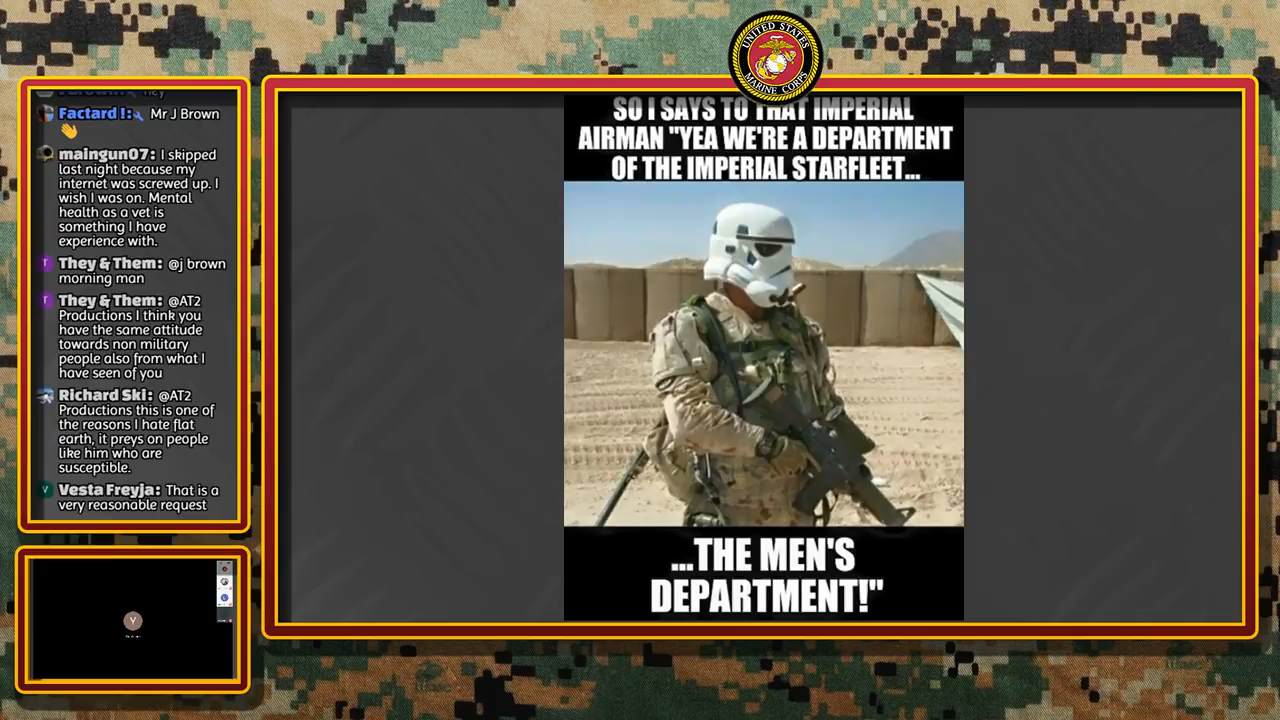 UNITED STATES
MARINE CORPS
Hey
Factard I: Mr J Brown
👋
maingun07: I skipped
last night because my
internet was screwed up. I
wish I was on. Mental
health as a vet is
something I have
experience with.
T They & Them: @j brown
morning man
T They & Them: @AT2
Productions I think you
have the same attitude
towards non military
people also from what I
have seen of you
Richard Ski: @AT2
Productions this is one of
the reasons I hate flat
earth, it preys on people
like him who are
susceptible.
V Vesta Freyja: That is a
very reasonable request
Y
SO I SAYS TO THAT IMPERIAL
AIRMAN "YEA WE'RE A DEPARTMENT
OF THE IMPERIAL STARFLEET...
...THE MEN'S
DEPARTMENT!"